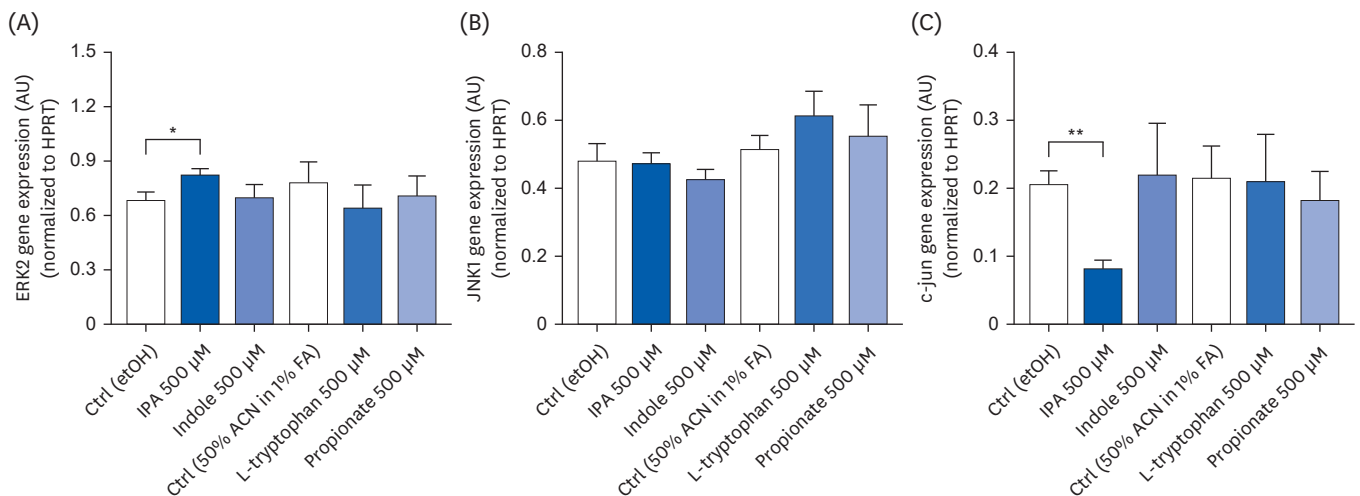 (A)
ERK2 gene expression (AU)
(normalized to HPRT)
1.5
1.2
0.9
0.6
0.3
0
*
Ctrl (etOH)
IPA 500 µM
Indole 500 µM
Ctrl (50% ACN in 1% FA)
L-tryptophan 500 µM
Propionate 500 µM
(B)
JNK1 gene expression (AU)
(normalized to HPRT)
0.8
0.6
0.4
0.2
0
Ctrl (etOH)
IPA 500 µM
Indole 500 µM
Ctrl (50% ACN in 1% FA)
L-tryptophan 500 µM
Propionate 500 µM
(C)
c-jun gene expression (AU)
(normalized to HPRT)
0.4
0.3
0.2
0.1
0
**
Ctrl (etOH)
IPA 500 µM
Indole 500 µM
Ctrl (50% ACN in 1% FA)
L-tryptophan 500 µM
Propionate 500 µM